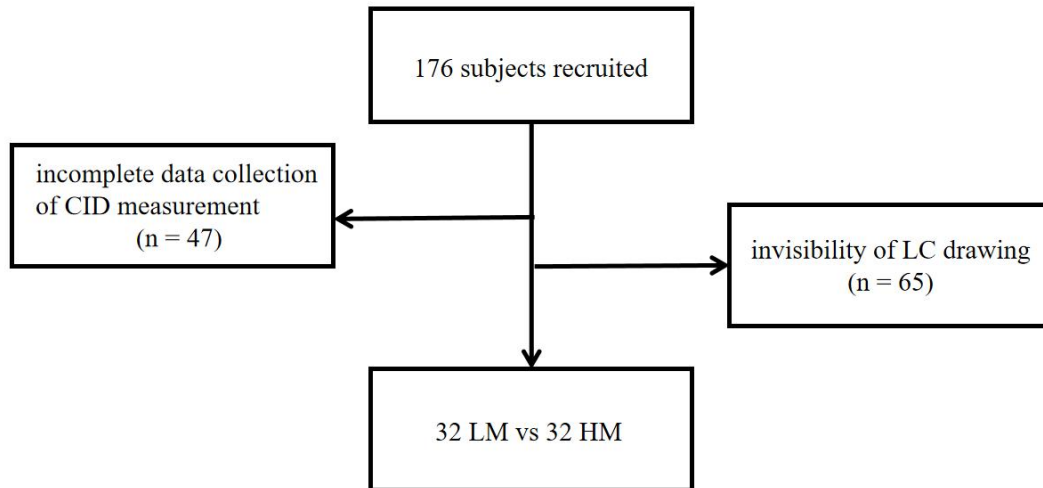 176 subjects recruited
incomplete data collection
of CID measurement
(n = 47)
invisibility of LC drawing
(n = 65)
32 LM vs 32 HM